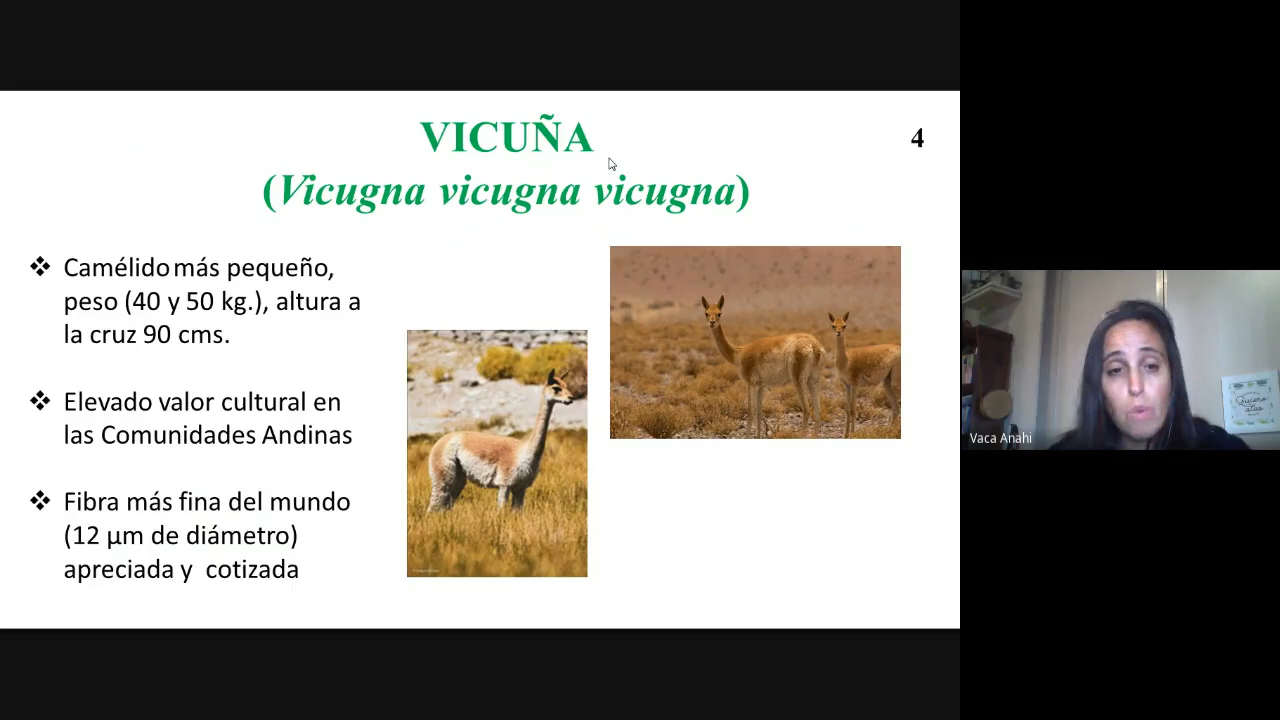 VICUÑA
4
(Vicugna vicugna vicugna)
❖ Camélido más pequeño,
peso (40 y 50 kg.), altura a
la cruz 90 cms.
❖ Elevado valor cultural en
las Comunidades Andinas
❖ Fibra más fina del mundo
(12 µm de diámetro)
apreciada y cotizada
Vaca Anahi